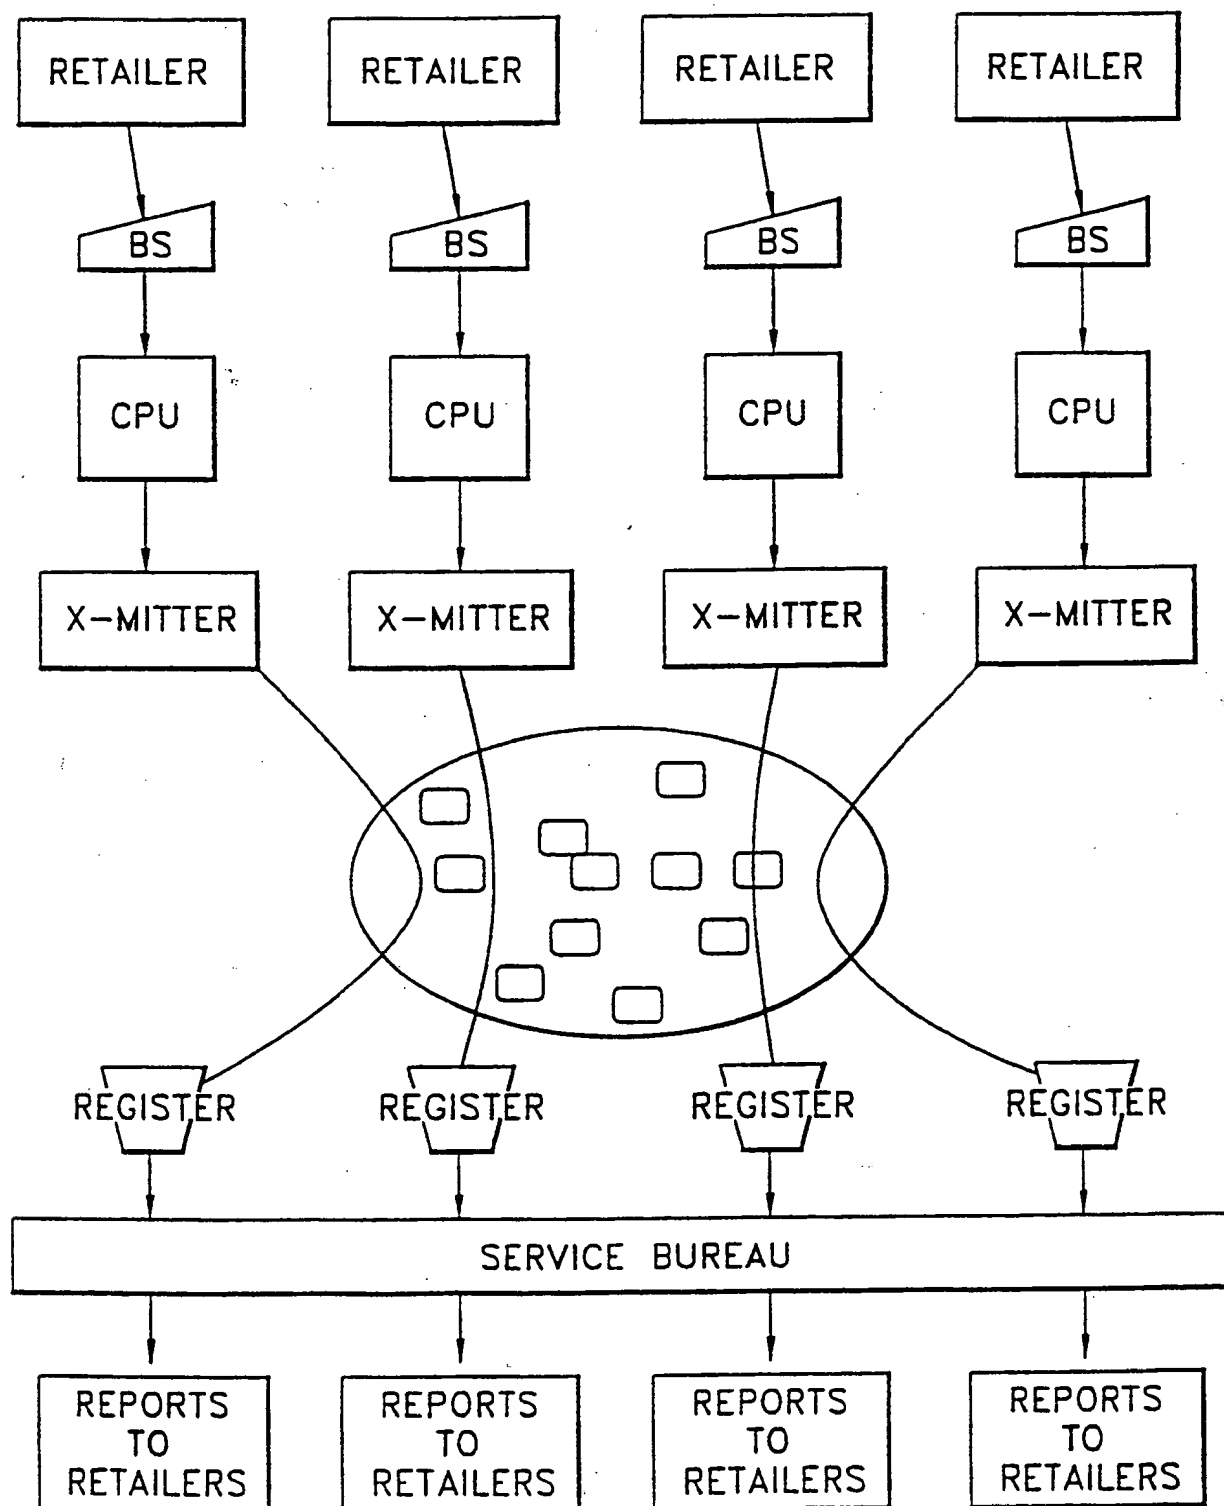 RETAILER RETAILER RETAILER RETAILER
BS BS BS BS
CPU CPU CPU CPU
X-MITTER X-MITTER X-MITTER X-MITTER
REGISTER REGISTER REGISTER REGISTER
SERVICE BUREAU
REPORTS REPORTS REPORTS REPORTS
TO TO TO TO
RETAILERS RETAILERS RETAILERS RETAILERS